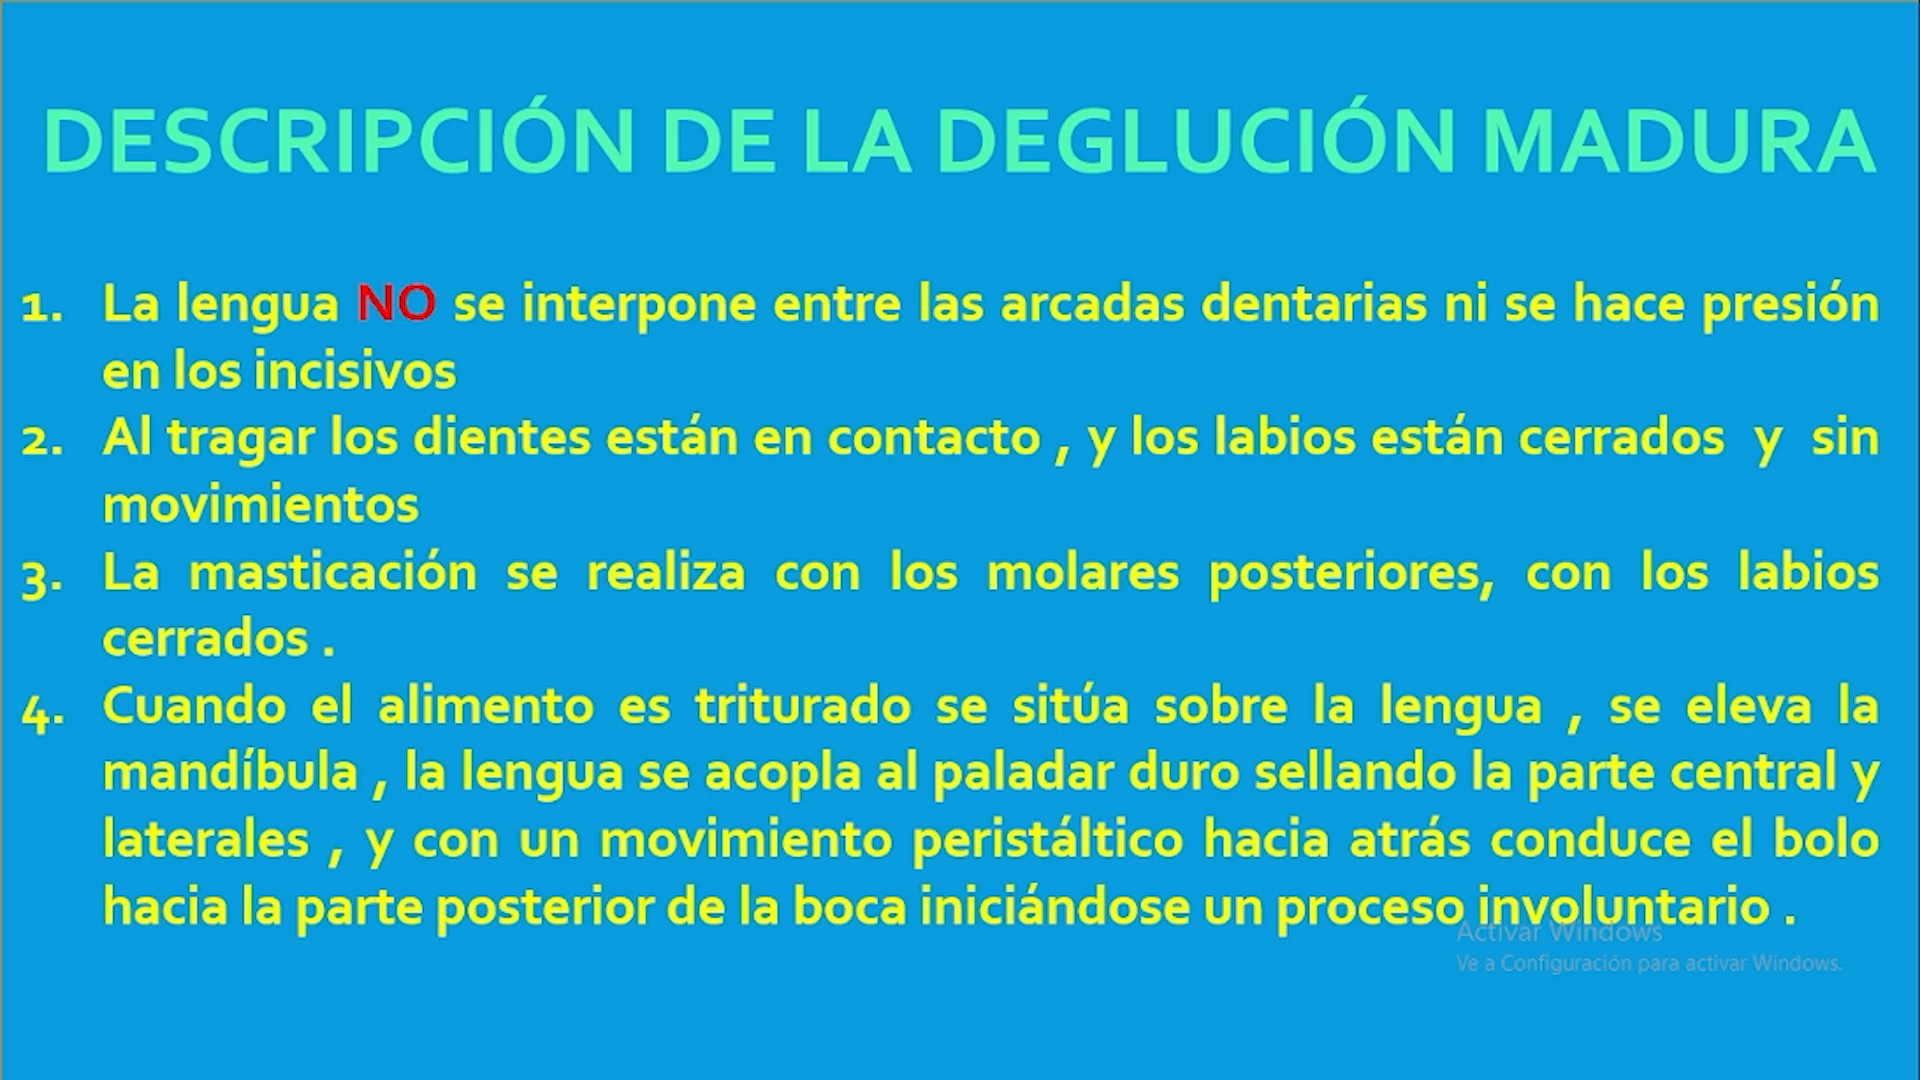 DESCRIPCIÓN DE LA DEGLUCIÓN MADURA
1. La lengua NO se interpone entre las arcadas dentarias ni se hace presión
en los incisivos
2. Al tragar los dientes están en contacto , y los labios están cerrados y sin
movimientos
3. La masticación se realiza con los molares posteriores, con los labios
cerrados .
4. Cuando el alimento es triturado se sitúa sobre la lengua , se eleva la
mandíbula , la lengua se acopla al paladar duro sellando la parte central y
laterales , y con un movimiento peristáltico hacia atrás conduce el bolo
hacia la parte posterior de la boca iniciándose un proceso involuntario .
Activar Windows
Ve a Configuración para activar Windows.